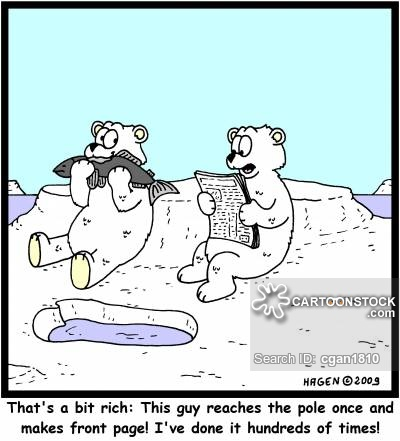 CARTOONSTOCK
.com
Search ID: cgan1810
HAGEN ©2009
That's a bit rich: This guy reaches the pole once and
makes front page! I've done it hundreds of times!